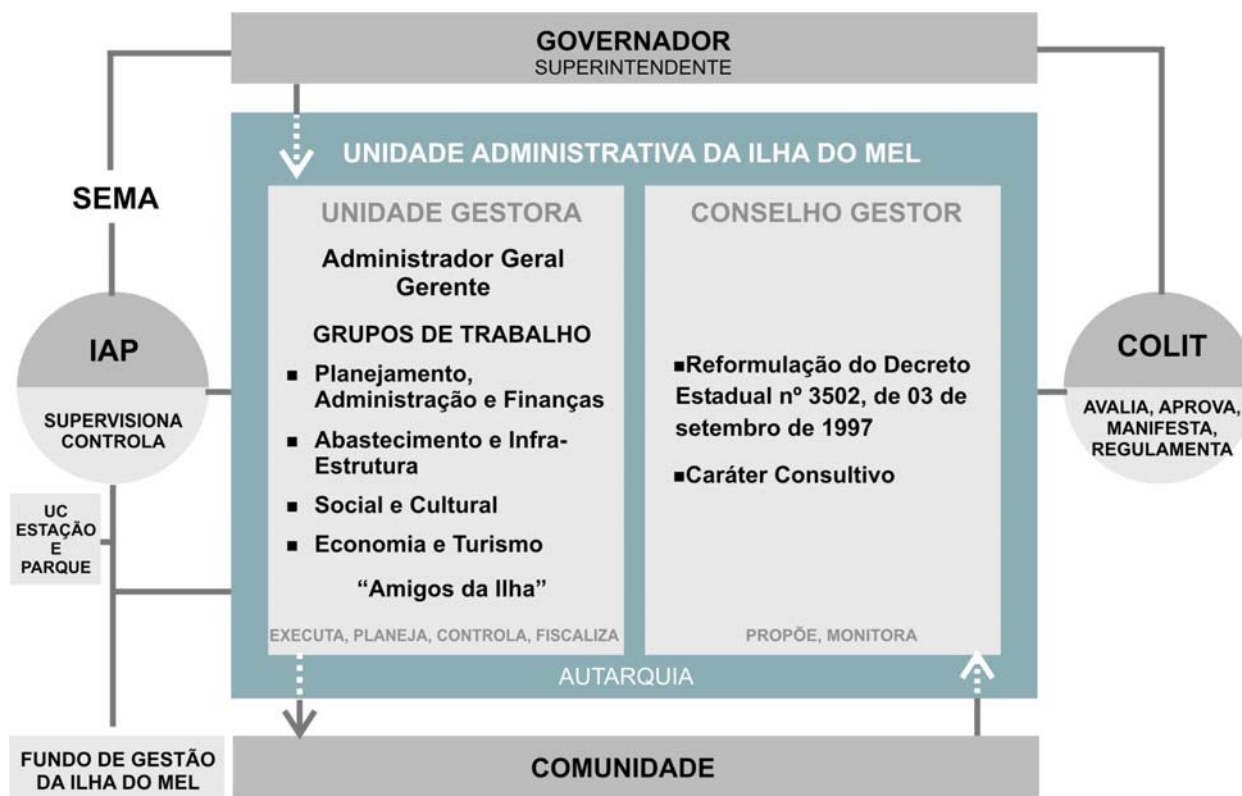 GOVERNADOR
SUPERINTENDENTE
UNIDADE ADMINISTRATIVA DA ILHA DO MEL
SEMA
UNIDADE GESTORA
Administrador Geral
Gerente
GRUPOS DE TRABALHO
■ Planejamento,
Administração e Finanças
■ Abastecimento e Infra-
Estrutura
■ Social e Cultural
■ Economia e Turismo
“Amigos da Ilha”
EXECUTA, PLANEJA, CONTROLA, FISCALIZA
CONSELHO GESTOR
■Reformulação do Decreto
Estadual nº 3502, de 03 de
setembro de 1997
■Caráter Consultivo
PROPÕE, MONITORA
AUTARQUIA
IAP
SUPERVISIONA
CONTROLA
UC
ESTAÇÃO
E
PARQUE
COLIT
AVALIA, APROVA,
MANIFESTA,
REGULAMENTA
FUNDO DE GESTÃO
DA ILHA DO MEL
COMUNIDADE